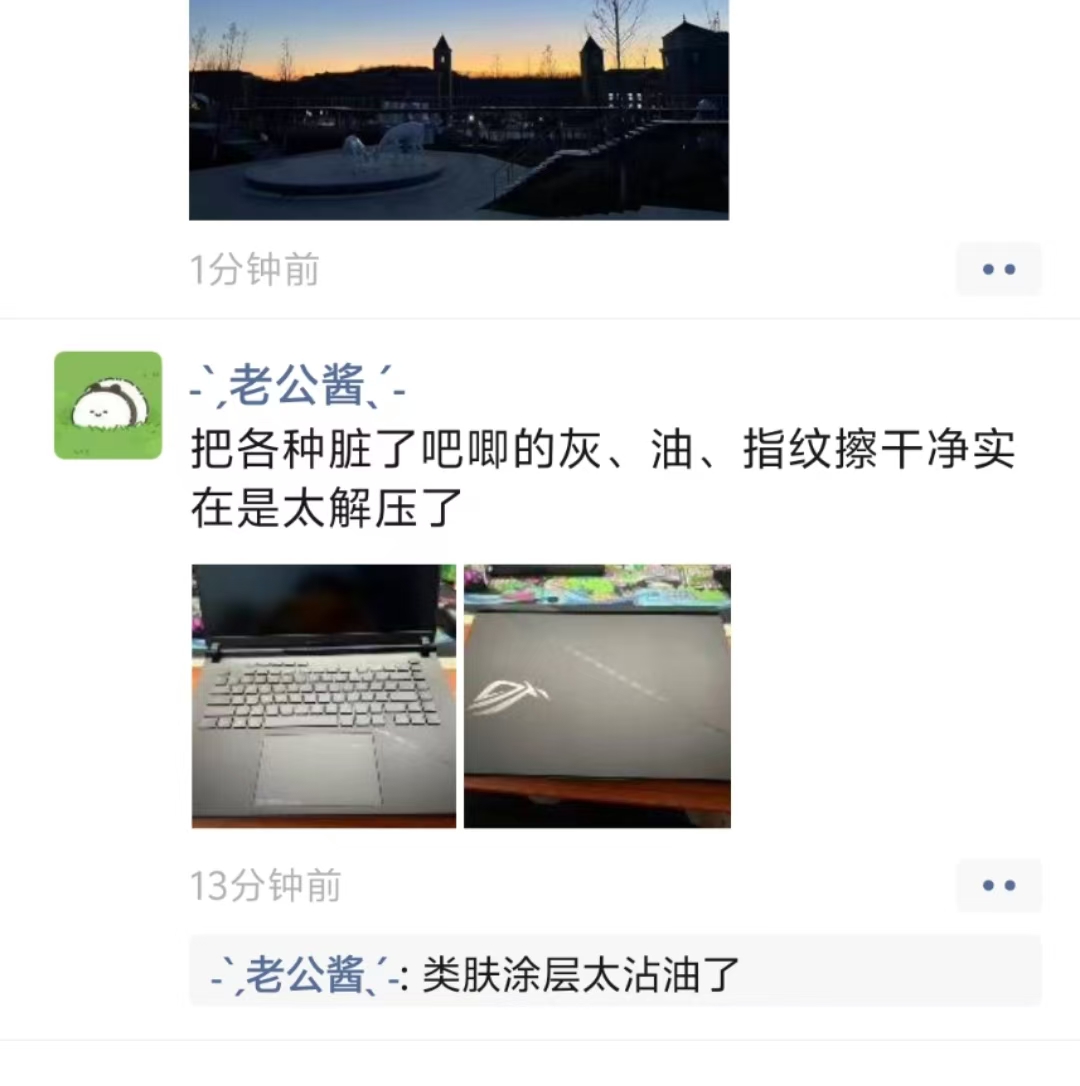 1分钟前
-ˋˏ老公酱ˎˊ-
把各种脏了吧唧的灰、油、指纹擦干净实
在是太解压了
13分钟前
-ˋˏ老公酱ˎˊ-: 类肤涂层太沾油了